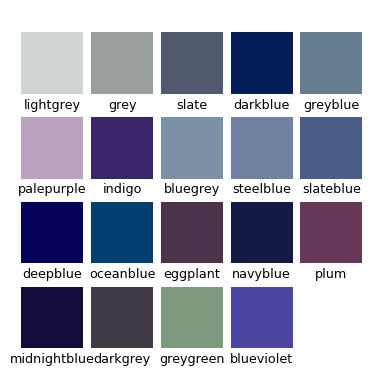 lightgrey grey slate darkblue greyblue
palepurple indigo bluegrey steelblue slateblue
deepblue oceanblue eggplant navyblue plum
midnightblue darkgrey greygreen blueviolet